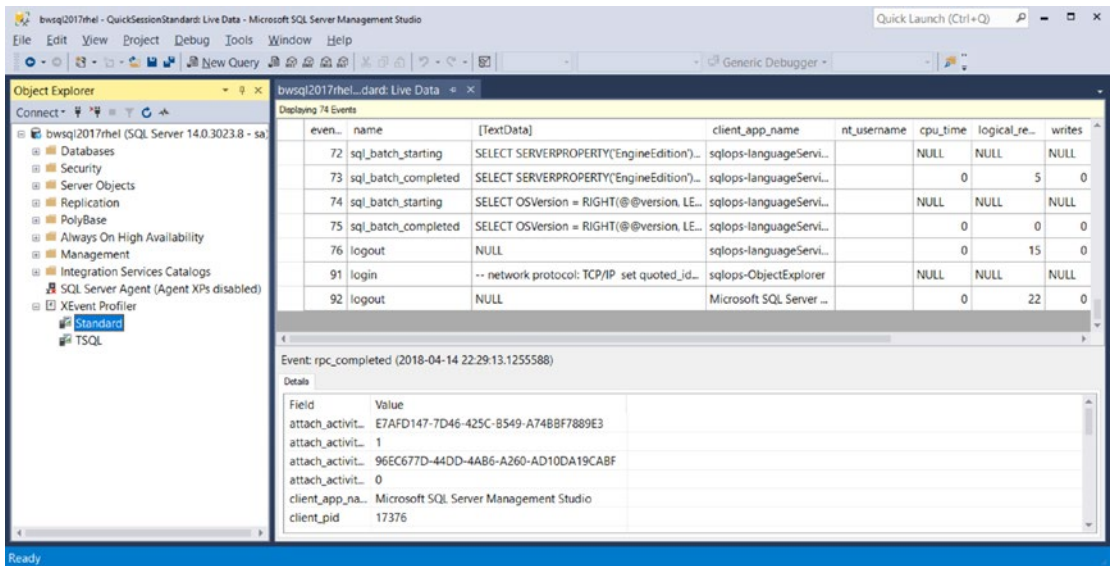 bwsql2017rhel - QuickSessionStandard: Live Data - Microsoft SQL Server Management Studio
Quick Launch (Ctrl+Q)
File Edit View Project Debug Tools Window Help
New Query
Generic Debugger
Object Explorer
Connect
bwsql2017rhel (SQL Server 14.0.3023.8 - sa)
Databases
Security
Server Objects
Replication
PolyBase
Always On High Availability
Management
Integration Services Catalogs
SQL Server Agent (Agent XPs disabled)
XEvent Profiler
Standard
TSQL
bwsql2017rhel...dard: Live Data
Displaying 74 Events
even... name [TextData] client_app_name nt_username cpu_time logical_re... writes
72 sql_batch_starting SELECT SERVERPROPERTY('EngineEdition')... sqlops-languageServi... NULL NULL NULL
73 sql_batch_completed SELECT SERVERPROPERTY('EngineEdition')... sqlops-languageServi... 0 5 0
74 sql_batch_starting SELECT OSVersion = RIGHT(@@version, LE... sqlops-languageServi... NULL NULL NULL
75 sql_batch_completed SELECT OSVersion = RIGHT(@@version, LE... sqlops-languageServi... 0 0 0
76 logout NULL sqlops-languageServi... 0 15 0
91 login -- network protocol: TCP/IP set quoted_id... sqlops-ObjectExplorer NULL NULL NULL
92 logout NULL Microsoft SQL Server ... 0 22 0
Event: rpc_completed (2018-04-14 22:29:13.1255588)
Details
Field Value
attach_activit... E7AFD147-7D46-425C-B549-A74BBF7889E3
attach_activit... 1
attach_activit... 96EC677D-44DD-4AB6-A260-AD10DA19CABF
attach_activit... 0
client_app_na... Microsoft SQL Server Management Studio
client_pid 17376
Ready